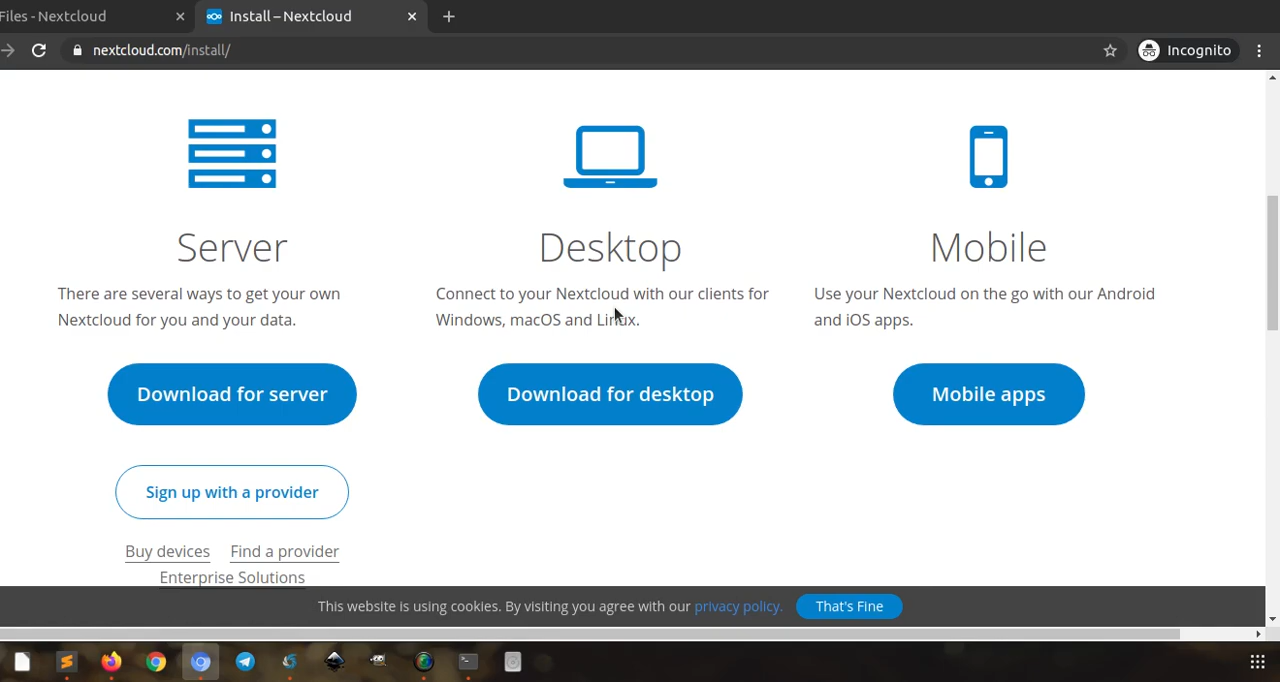 Files - Nextcloud
Install – Nextcloud
nextcloud.com/install/
Incognito
Server
There are several ways to get your own
Nextcloud for you and your data.
Download for server
Sign up with a provider
Buy devices Find a provider
Enterprise Solutions
Desktop
Connect to your Nextcloud with our clients for
Windows, macOS and Linux.
Download for desktop
Mobile
Use your Nextcloud on the go with our Android
and iOS apps.
Mobile apps
This website is using cookies. By visiting you agree with our privacy policy.
That's Fine